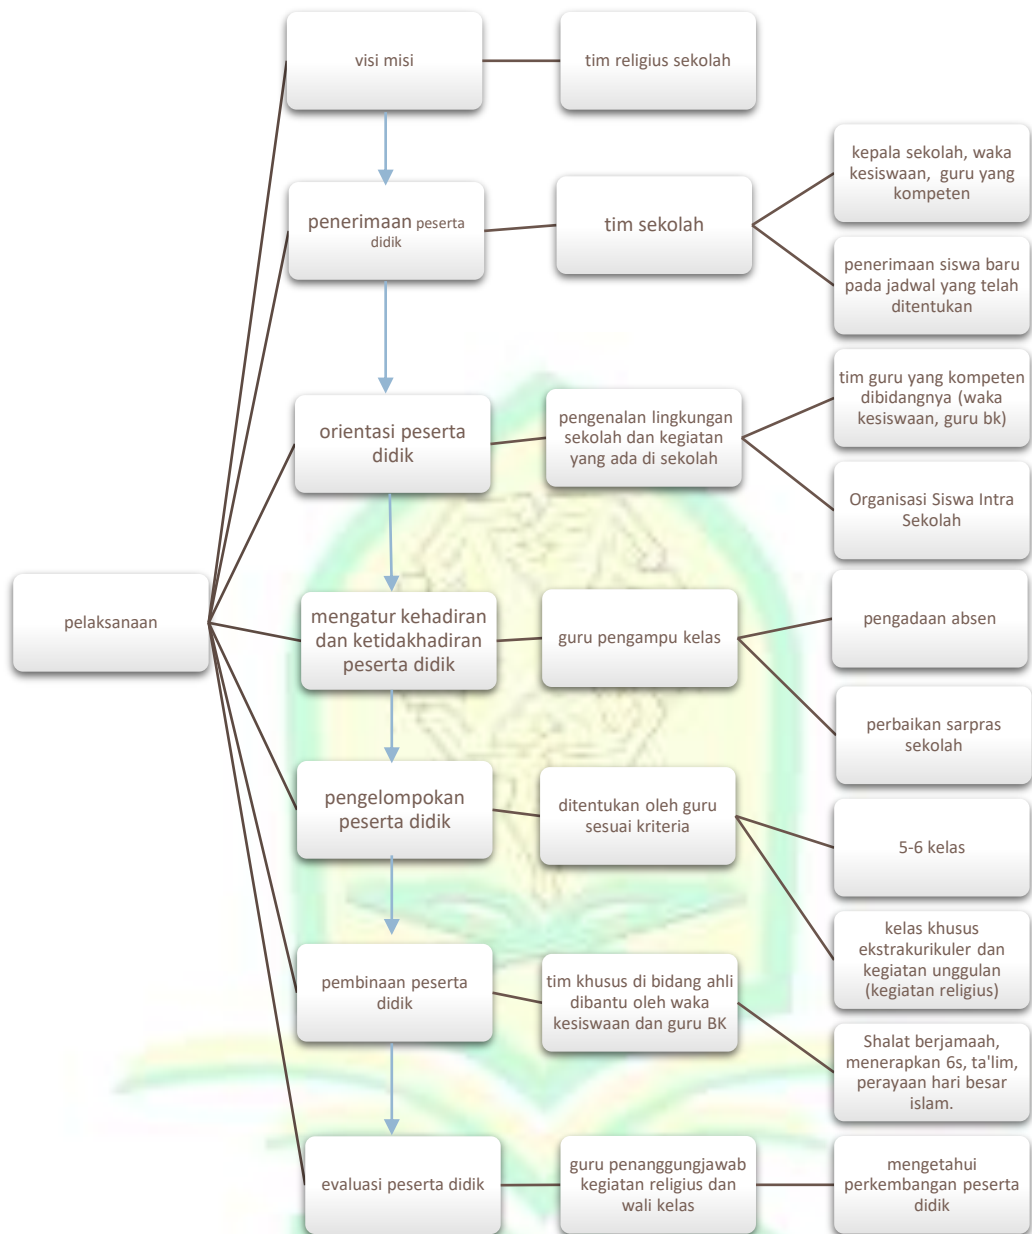 visi misi
tim religius sekolah
kepala sekolah, waka
kesiswaan, guru yang
kompeten
penerimaan peserta
didik
tim sekolah
penerimaan siswa baru
pada jadwal yang telah
ditentukan
tim guru yang kompeten
dibidangnya (waka
kesiswaan, guru bk)
orientasi peserta
didik
pengenalan lingkungan
sekolah dan kegiatan
yang ada di sekolah
Organisasi Siswa Intra
Sekolah
pelaksanaan
mengatur kehadiran
dan ketidakhadiran
peserta didik
guru pengampu kelas
pengadaan absen
perbaikan sarpras
sekolah
pengelompokan
peserta didik
ditentukan oleh guru
sesuai kriteria
5-6 kelas
kelas khusus
ekstrakurikuler dan
kegiatan unggulan
(kegiatan religius)
pembinaan peserta
didik
tim khusus di bidang ahli
dibantu oleh waka
kesiswaan dan guru BK
Shalat berjamaah,
menerapkan 6s, ta'lim,
perayaan hari besar
islam.
evaluasi peserta didik
guru penanggungjawab
kegiatan religius dan
wali kelas
mengetahui
perkembangan peserta
didik